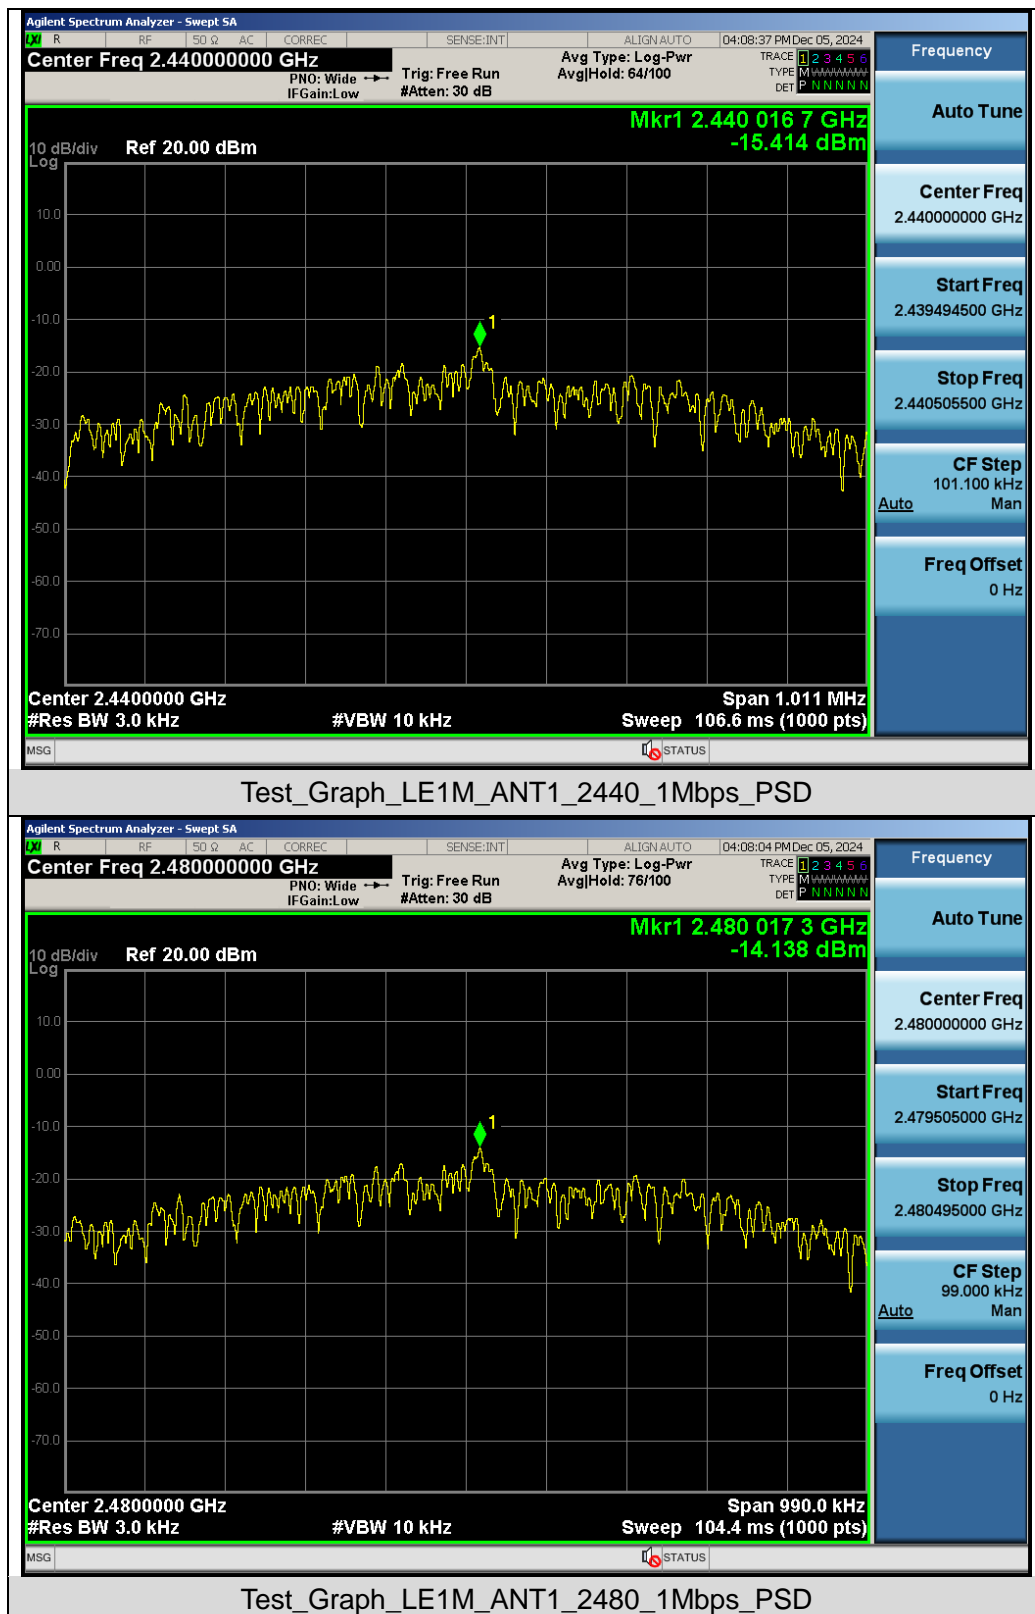 Agilent Spectrum Analyzer - Swept SA
LXI R RF 50 Ω AC CORREC SENSE:INT ALIGN AUTO 04:08:37 PM Dec 05, 2024
Center Freq 2.440000000 GHz
PNO: Wide
IFGain:Low
Trig: Free Run
#Atten: 30 dB
Avg Type: Log-Pwr
Avg|Hold: 64/100
TRACE 1 2 3 4 5 6
TYPE M
DET P N N N N N
Mkr1 2.440 016 7 GHz
-15.414 dBm
10 dB/div Ref 20.00 dBm
Log
10.0
0.00
-10.0
-20.0
-30.0
-40.0
-50.0
-60.0
-70.0
1
Center 2.4400000 GHz Span 1.011 MHz
#Res BW 3.0 kHz #VBW 10 kHz Sweep 106.6 ms (1000 pts)
MSG STATUS
Frequency
Auto Tune
Center Freq
2.440000000 GHz
Start Freq
2.439494500 GHz
Stop Freq
2.440505500 GHz
CF Step
101.100 kHz
Auto Man
Freq Offset
0 Hz
Test_Graph_LE1M_ANT1_2440_1Mbps_PSD
Agilent Spectrum Analyzer - Swept SA
LXI R RF 50 Ω AC CORREC SENSE:INT ALIGN AUTO 04:08:04 PM Dec 05, 2024
Center Freq 2.480000000 GHz
PNO: Wide
IFGain:Low
Trig: Free Run
#Atten: 30 dB
Avg Type: Log-Pwr
Avg|Hold: 76/100
TRACE 1 2 3 4 5 6
TYPE M
DET P N N N N N
Mkr1 2.480 017 3 GHz
-14.138 dBm
10 dB/div Ref 20.00 dBm
Log
10.0
0.00
-10.0
-20.0
-30.0
-40.0
-50.0
-60.0
-70.0
1
Center 2.4800000 GHz Span 990.0 kHz
#Res BW 3.0 kHz #VBW 10 kHz Sweep 104.4 ms (1000 pts)
MSG STATUS
Frequency
Auto Tune
Center Freq
2.480000000 GHz
Start Freq
2.479505000 GHz
Stop Freq
2.480495000 GHz
CF Step
99.000 kHz
Auto Man
Freq Offset
0 Hz
Test_Graph_LE1M_ANT1_2480_1Mbps_PSD